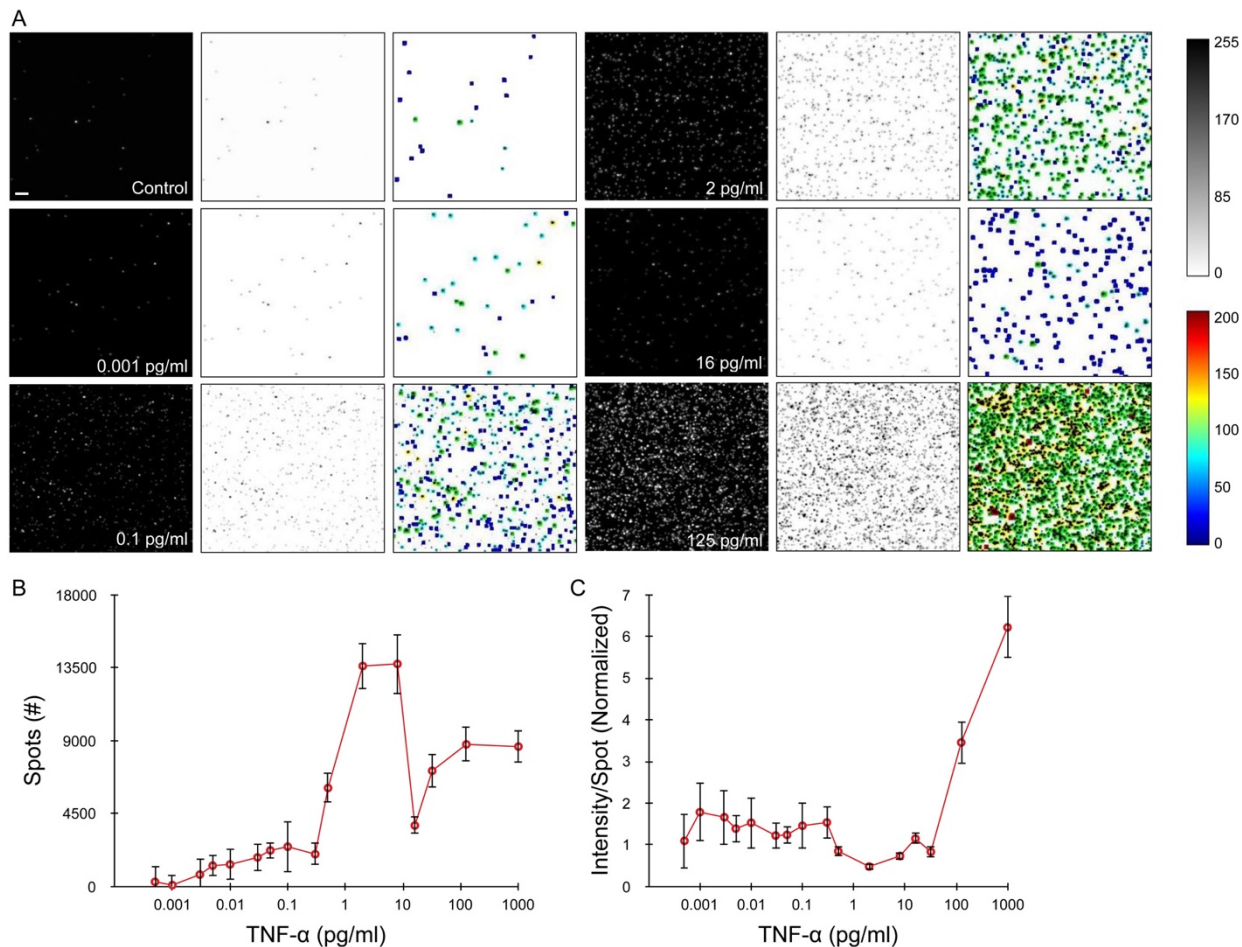 A
Control
2 pg/ml
255
170
85
0
0.001 pg/ml
16 pg/ml
200
150
100
50
0
0.1 pg/ml
125 pg/ml
B
18000
13500
9000
4500
0
Spots (#)
0.001 0.01 0.1 1 10 100 1000
TNF-α (pg/ml)
C
7
6
5
4
3
2
1
0
Intensity/Spot (Normalized)
0.001 0.01 0.1 1 10 100 1000
TNF-α (pg/ml)